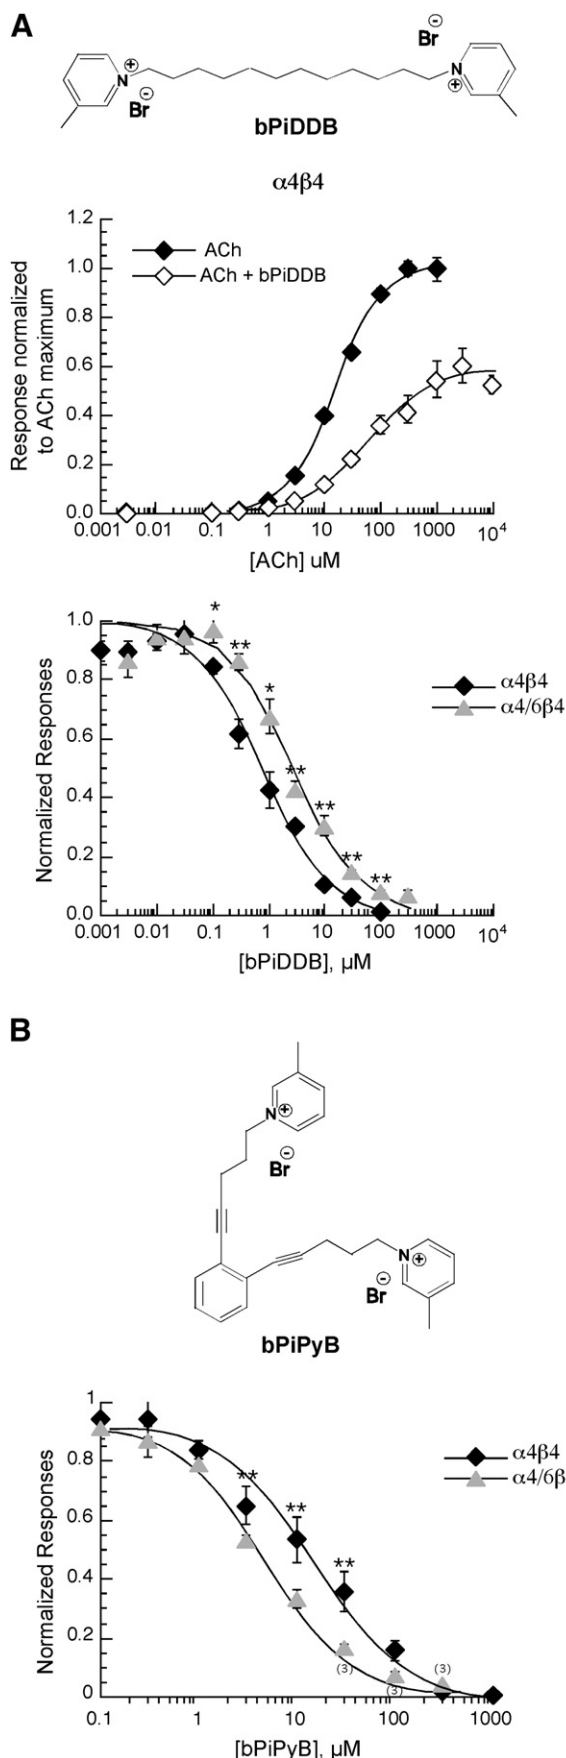 A
Br -
N +
Br -
N +
bPiDDB
α4β4
Response normalized
to ACh maximum
1.2
1.0
0.8
0.6
0.4
0.2
0.0
ACh
ACh + bPiDDB
0.001 0.01 0.1 1 10 100 1000 10^4
[ACh] uM
Normalized Responses
1.0
0.8
0.6
0.4
0.2
0.0
*
**
*
**
**
**
**
α4β4
α4/6β4
0.001 0.01 0.1 1 10 100 1000 10^4
[bPiDDB], µM
B
N +
Br -
N +
Br -
bPiPyB
Normalized Responses
1
0.8
0.6
0.4
0.2
0
**
**
**
(3)
(3)
(3)
α4β4
α4/6β
0.1 1 10 100 1000
[bPiPyB], µM